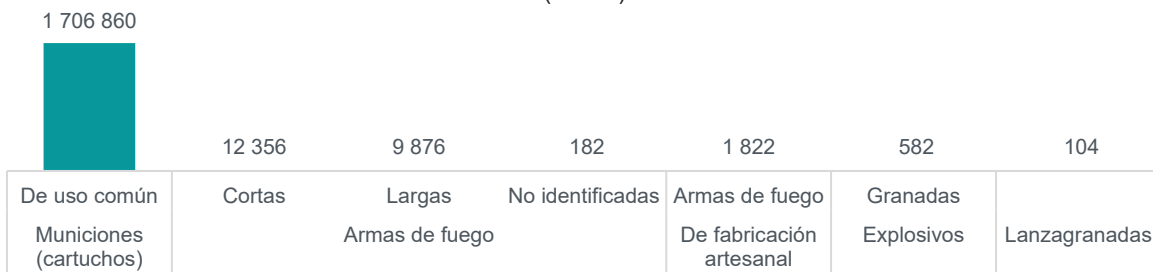 1 706 860
12 356 9 876 182 1 822 582 104
De uso común Cortas Largas No identificadas Armas de fuego Granadas
Municiones Armas de fuego De fabricación Explosivos Lanzagranadas
(cartuchos) artesanal